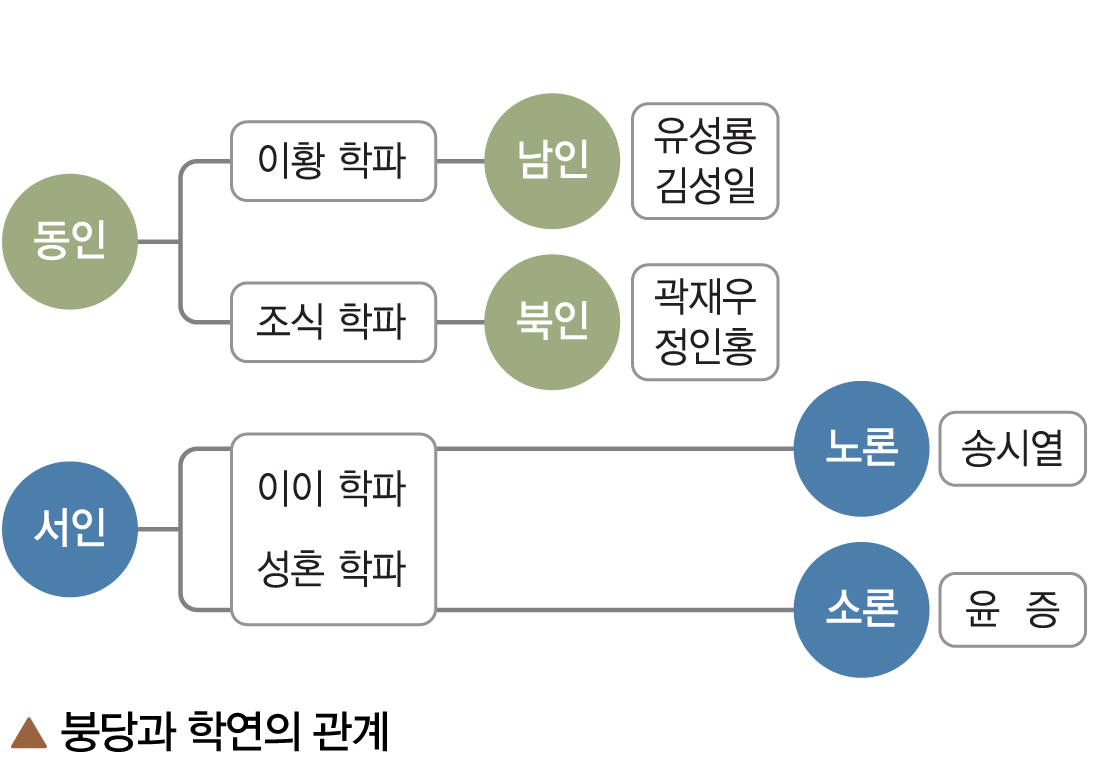 동인
이황 학파
남인
유성룡
김성일
조식 학파
북인
곽재우
정인홍
서인
이이 학파
성혼 학파
노론
송시열
소론
윤 증
▲ 붕당과 학연의 관계